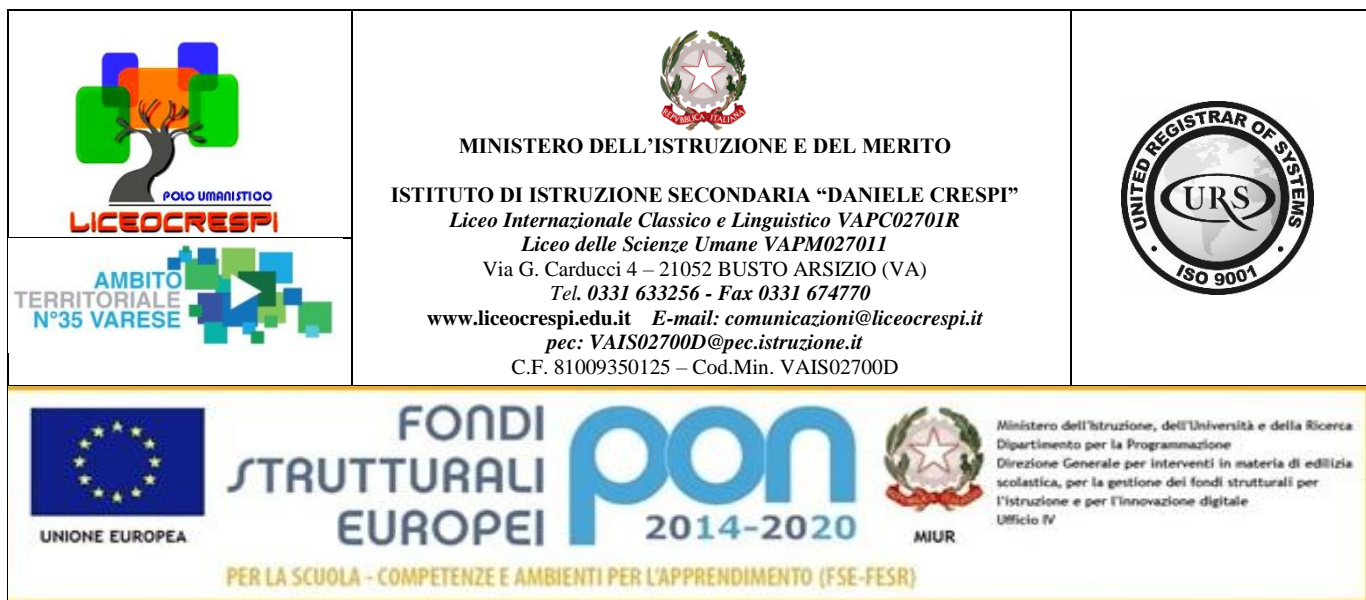 POLO UMANISTICO
LICEOCRESPI
AMBITO
TERRITORIALE
N°35 VARESE
REPVBBLICA ITALIANA
MINISTERO DELL’ISTRUZIONE E DEL MERITO
ISTITUTO DI ISTRUZIONE SECONDARIA “DANIELE CRESPI”
Liceo Internazionale Classico e Linguistico VAPC02701R
Liceo delle Scienze Umane VAPM027011
Via G. Carducci 4 – 21052 BUSTO ARSIZIO (VA)
Tel. 0331 633256 - Fax 0331 674770
www.liceocrespi.edu.it E-mail: comunicazioni@liceocrespi.it
pec: VAIS02700D@pec.istruzione.it
C.F. 81009350125 – Cod.Min. VAIS02700D
UNITED REGISTRAR OF SYSTEMS
URS
ISO 9001
UNIONE EUROPEA
FONDI
STRUTTURALI
EUROPEI
pon
2014-2020
MIUR
Ministero dell'Istruzione, dell'Università e della Ricerca
Dipartimento per la Programmazione
Direzione Generale per interventi in materia di edilizia
scolastica, per la gestione dei fondi strutturali per
l'istruzione e per l'innovazione digitale
Ufficio IV
PER LA SCUOLA - COMPETENZE E AMBIENTI PER L'APPRENDIMENTO (FSE-FESR)